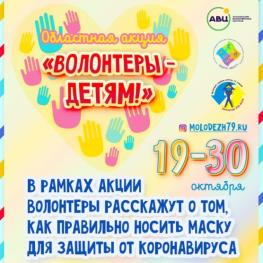 АВЦ
Областная акция
«ВОЛОНТЕРЫ -
ДЕТЯМ!»
MOLODEZH79.RU
19-30
октября
В РАМКАХ АКЦИИ
ВОЛОНТЕРЫ РАССКАЖУТ О ТОМ,
КАК ПРАВИЛЬНО НОСИТЬ МАСКУ
ДЛЯ ЗАЩИТЫ ОТ КОРОНАВИРУСА